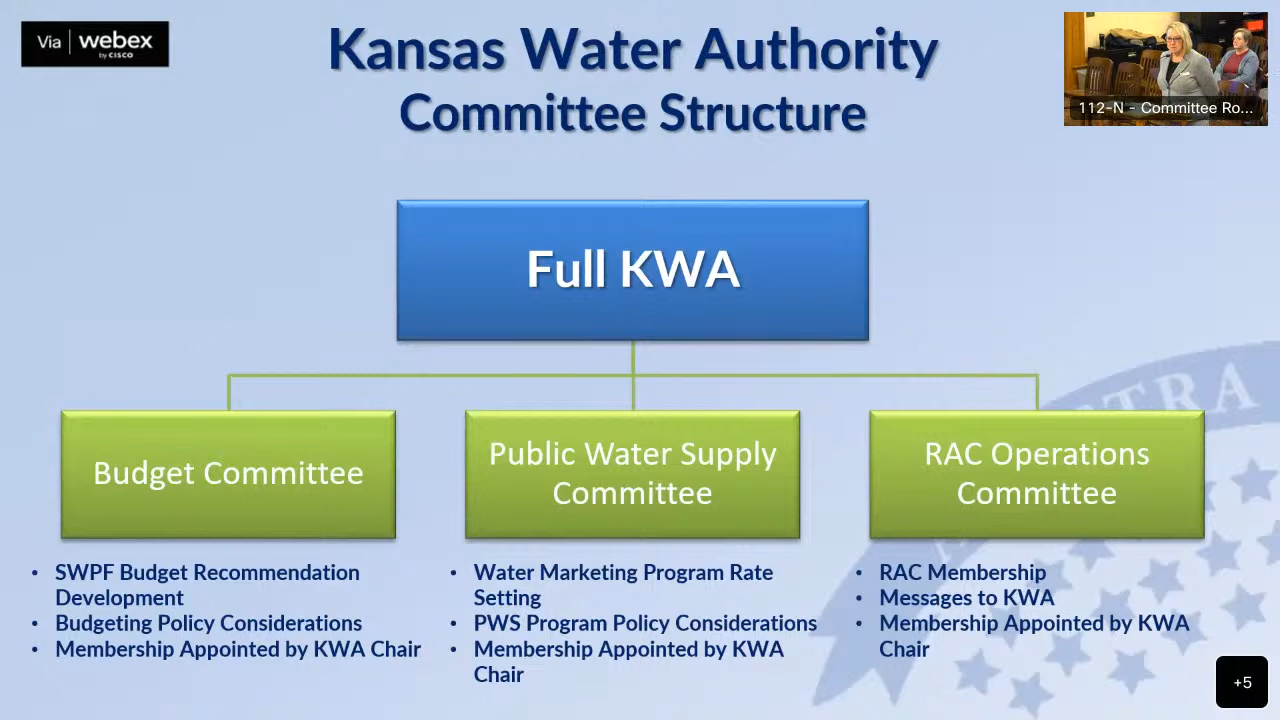 Via webex
by CISCO
Kansas Water Authority
Committee Structure
112-N - Committee Ro...
Full KWA
Budget Committee
Public Water Supply
Committee
RAC Operations
Committee
• SWPF Budget Recommendation
Development
• Budgeting Policy Considerations
• Membership Appointed by KWA Chair
• Water Marketing Program Rate
Setting
• PWS Program Policy Considerations
• Membership Appointed by KWA
Chair
• RAC Membership
• Messages to KWA
• Membership Appointed by KWA
Chair
+5